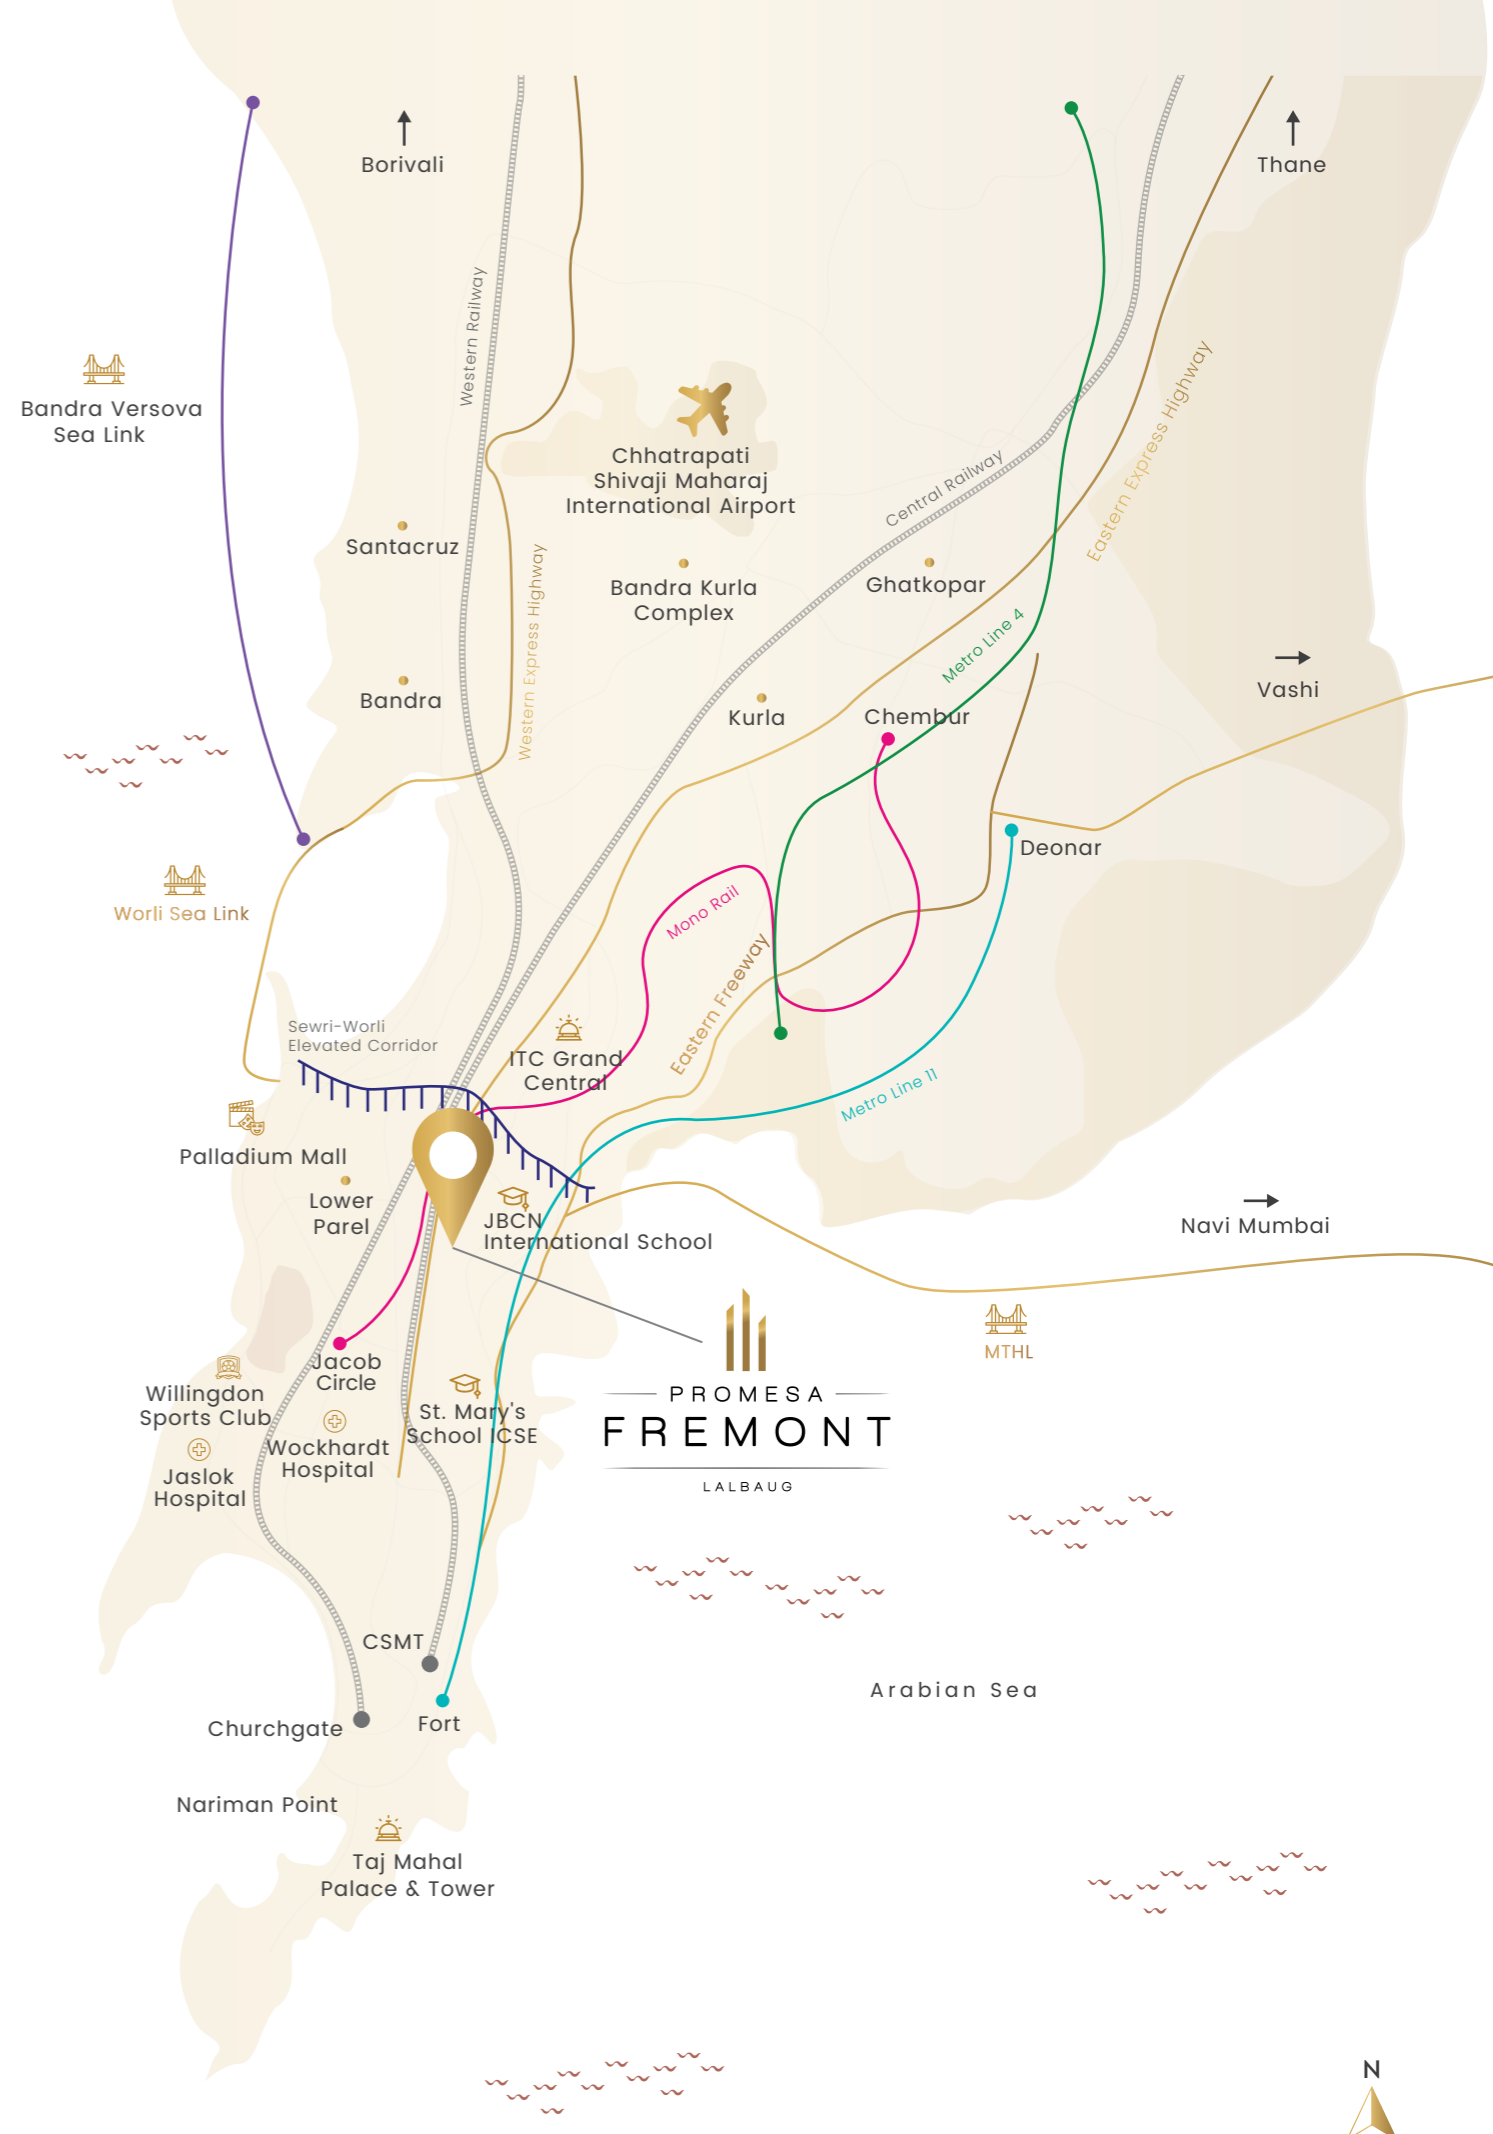 Borivali
Thane
Western Railway
Bandra Versova
Sea Link
Chhatrapati
Shivaji Maharaj
International Airport
Central Railway
Eastern Express Highway
Santacruz
Western Express Highway
Bandra Kurla
Complex
Ghatkopar
Metro Line 4
Bandra
Kurla
Chembur
Vashi
Deonar
Worli Sea Link
Mono Rail
Eastern Freeway
Sewri-Worli
Elevated Corridor
ITC Grand
Central
Metro Line 11
Palladium Mall
Lower
Parel
JBCN
International School
Navi Mumbai
MTHL
Jacob
Circle
Willingdon
Sports Club
St. Mary's
School ICSE
PROMESA
FREMONT
LALBAUG
Wockhardt
Hospital
Jaslok
Hospital
CSMT
Arabian Sea
Churchgate
Fort
Nariman Point
Taj Mahal
Palace & Tower
N